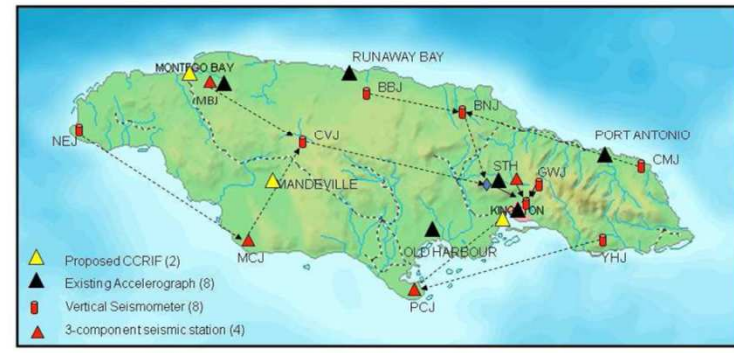 RUNAWAY BAY
MONTEGO BAY
MBJ
BBJ
BNJ
NEJ
CVJ
PORT ANTONIO
STH
GWJ
CMJ
MANDEVILLE
KINGSTON
OLD HARBOUR
MCJ
YHJ
PCJ
Proposed CCRIF (2)
Existing Accelerograph (8)
Vertical Seismometer (8)
3-component seismic station (4)